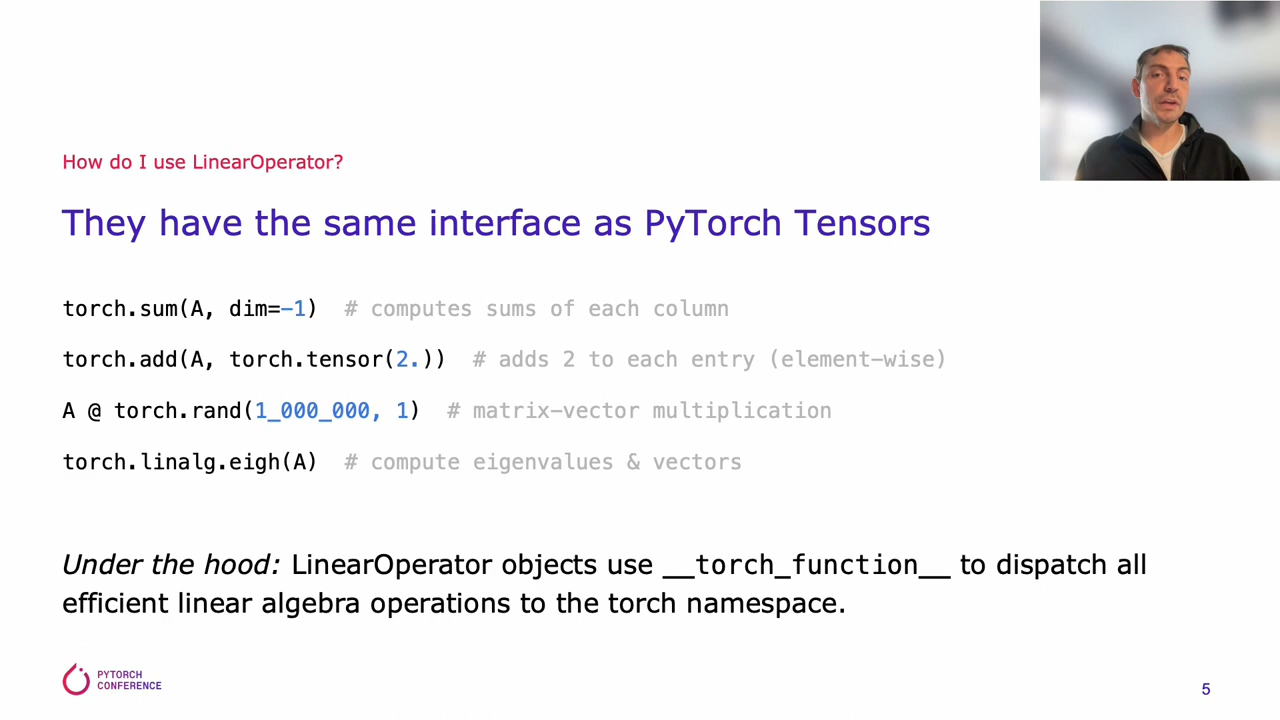 How do I use LinearOperator?
They have the same interface as PyTorch Tensors
torch.sum(A, dim=-1)  # computes sums of each column
torch.add(A, torch.tensor(2.))  # adds 2 to each entry (element-wise)
A @ torch.rand(1_000_000, 1)  # matrix-vector multiplication
torch.linalg.eigh(A)  # compute eigenvalues & vectors
Under the hood: LinearOperator objects use __torch_function__ to dispatch all
efficient linear algebra operations to the torch namespace.
PYTORCH
CONFERENCE
5